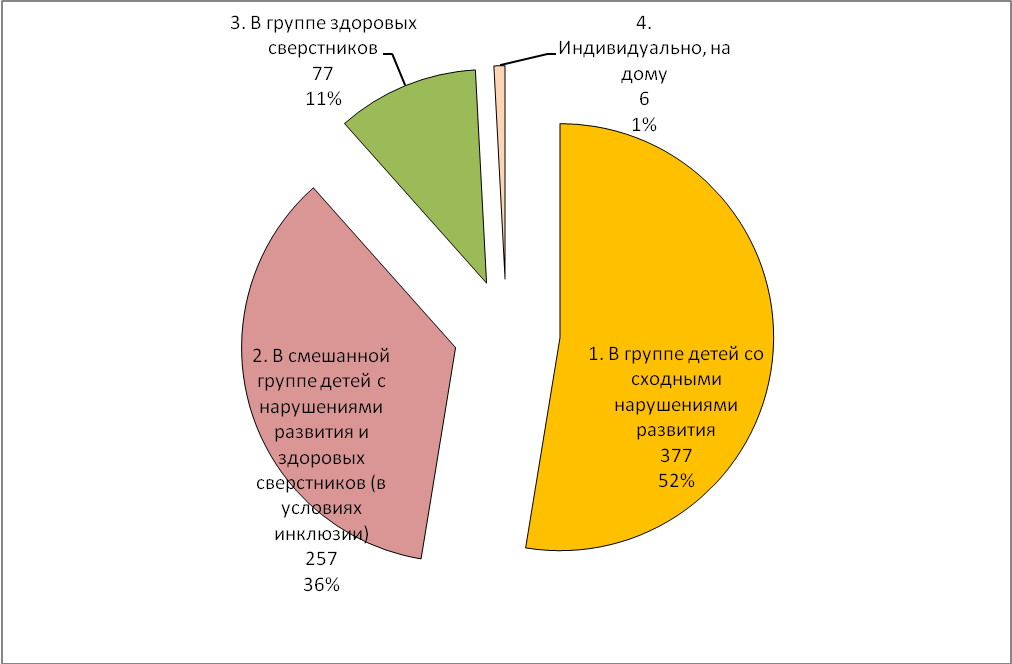 3. В группе здоровых
сверстников
77
11%
4.
Индивидуально, на
дому
6
1%
1. В группе детей со
сходными
нарушениями
развития
377
52%
2. В смешанной
группе детей с
нарушениями
развития и
здоровых
сверстников (в
условиях
инклюзии)
257
36%